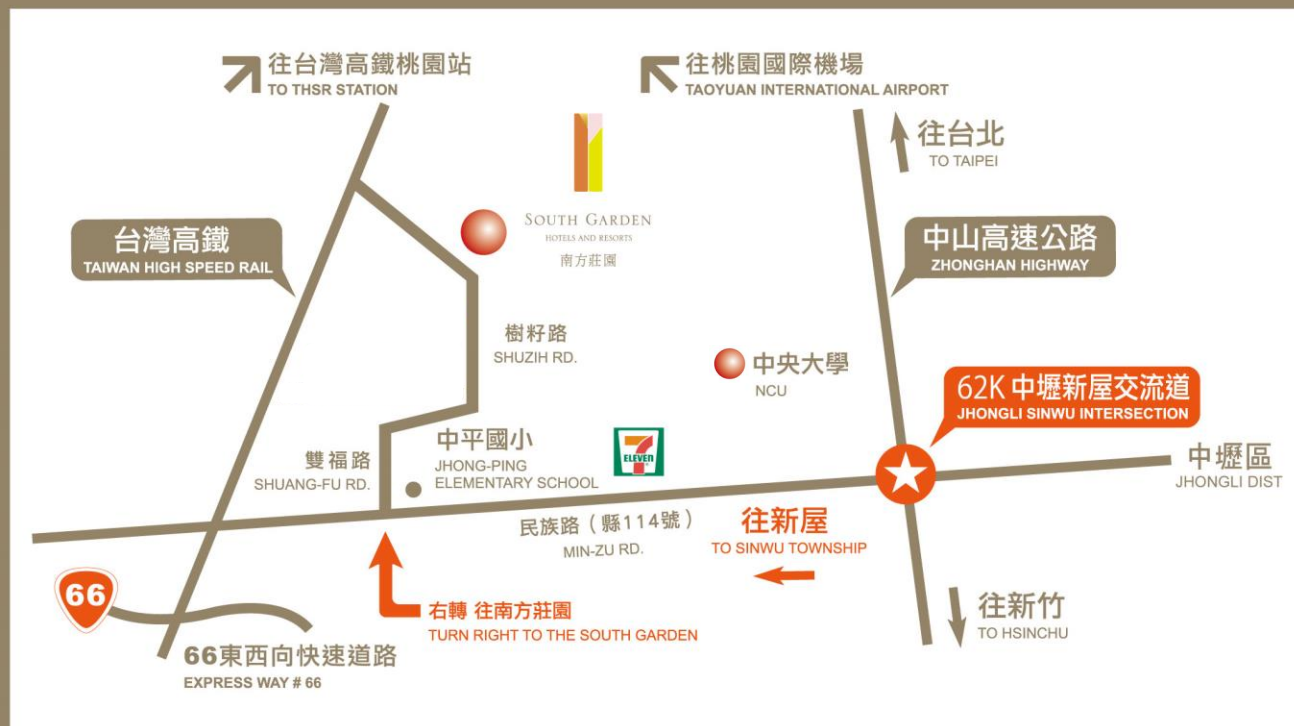 往台灣高鐵桃園站
TO THSR STATION
往桃園國際機場
TAOYUAN INTERNATIONAL AIRPORT
往台北
TO TAIPEI
SOUTH GARDEN
HOTELS AND RESORTS
南方莊園
台灣高鐵
TAIWAN HIGH SPEED RAIL
中山高速公路
ZHONGHAN HIGHWAY
樹籽路
SHUZIH RD.
中央大學
NCU
62K 中壢新屋交流道
JHONGLI SINWU INTERSECTION
雙福路
SHUANG-FU RD.
中平國小
JHONG-PING
ELEMENTARY SCHOOL
7
ELEVEN
中壢區
JHONGLI DIST
民族路（縣114號）
MIN-ZU RD.
往新屋
TO SINWU TOWNSHIP
66
右轉 往南方莊園
TURN RIGHT TO THE SOUTH GARDEN
往新竹
TO HSINCHU
66東西向快速道路
EXPRESS WAY # 66